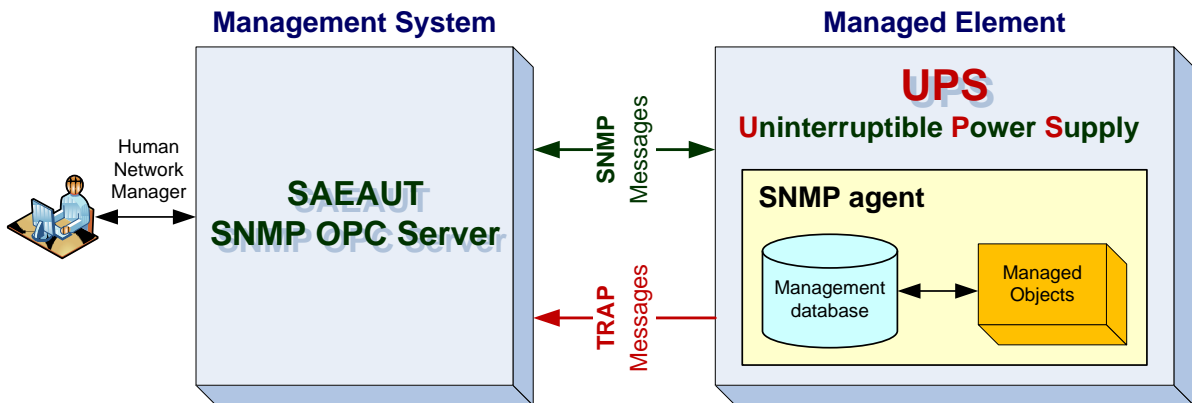 Management System
Managed Element
Human
Network
Manager
SAEAUT
SNMP OPC Server
SNMP
Messages
TRAP
Messages
UPS
Uninterruptible Power Supply
SNMP agent
Management
database
Managed
Objects